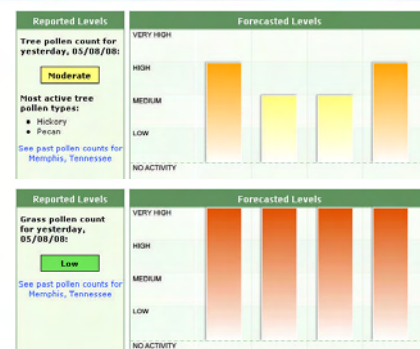 Reported Levels
Tree pollen count for
yesterday, 05/08/08:
Moderate
Most active tree
pollen types:
Hickory
Pecan
See past pollen counts for
Memphis, Tennessee
Forecasted Levels
VERY HIGH
HIGH
MEDIUM
LOW
NO ACTIVITY
Reported Levels
Grass pollen count
for yesterday,
05/08/08:
Low
See past pollen counts for
Memphis, Tennessee
Forecasted Levels
VERY HIGH
HIGH
MEDIUM
LOW
NO ACTIVITY